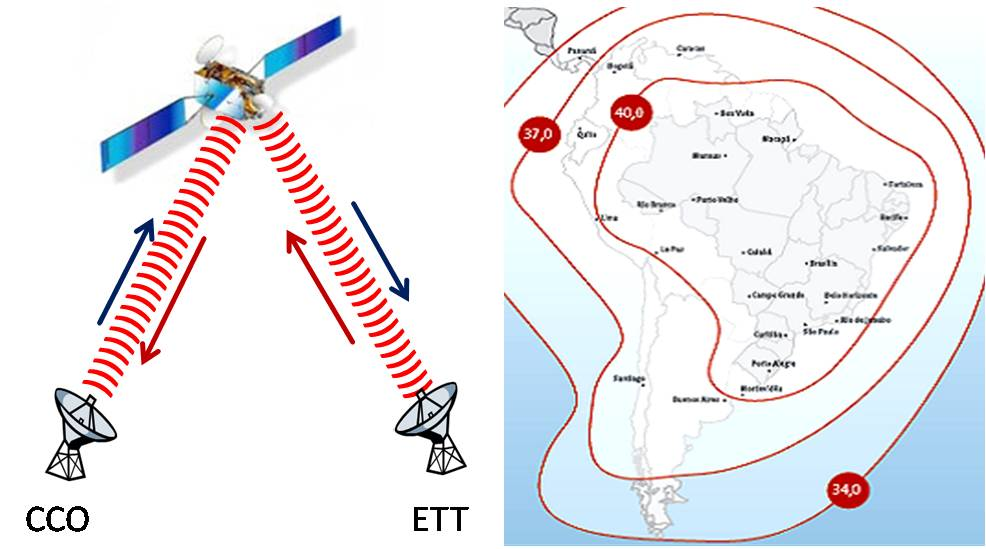 CCO
ETT
Panamá
Caracas
Bogotá
37,0
40,0
Quito
Boa Vista
Macapá
Manaus
Fortaleza
Rio Branco
Porto Velho
Recife
Lima
La Paz
Cuiabá
Salvador
Brasília
Campo Grande
Belo Horizonte
Rio de Janeiro
São Paulo
Curitiba
Porto Alegre
Santiago
Montevidéu
Buenos Aires
34,0